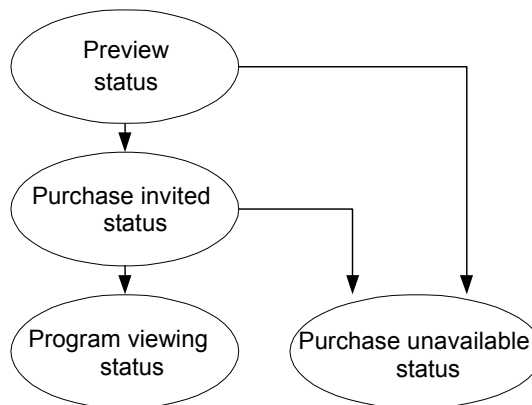 Preview
status
Purchase invited
status
Program viewing
status
Purchase unavailable
status